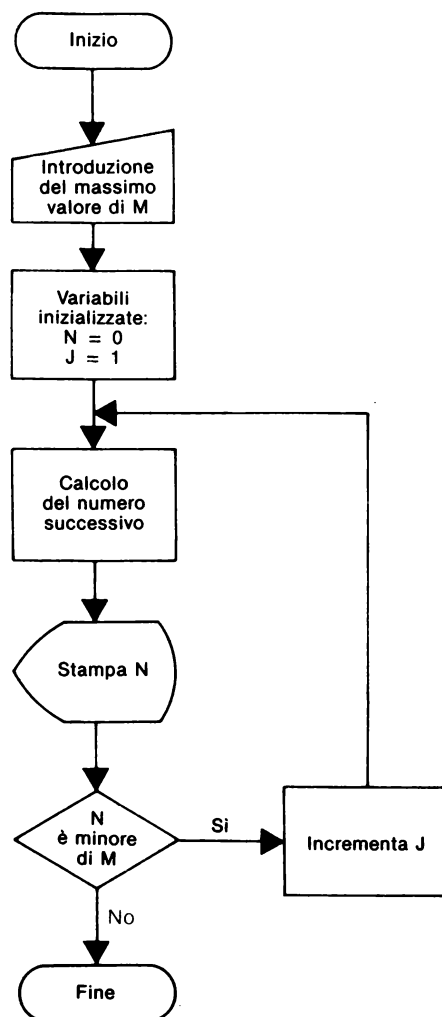 Inizio
Introduzione
del massimo
valore di M
Variabili
inizializzate:
N = 0
J = 1
Calcolo
del numero
successivo
Stampa N
N
è minore
di M
Sì
Incrementa J
No
Fine